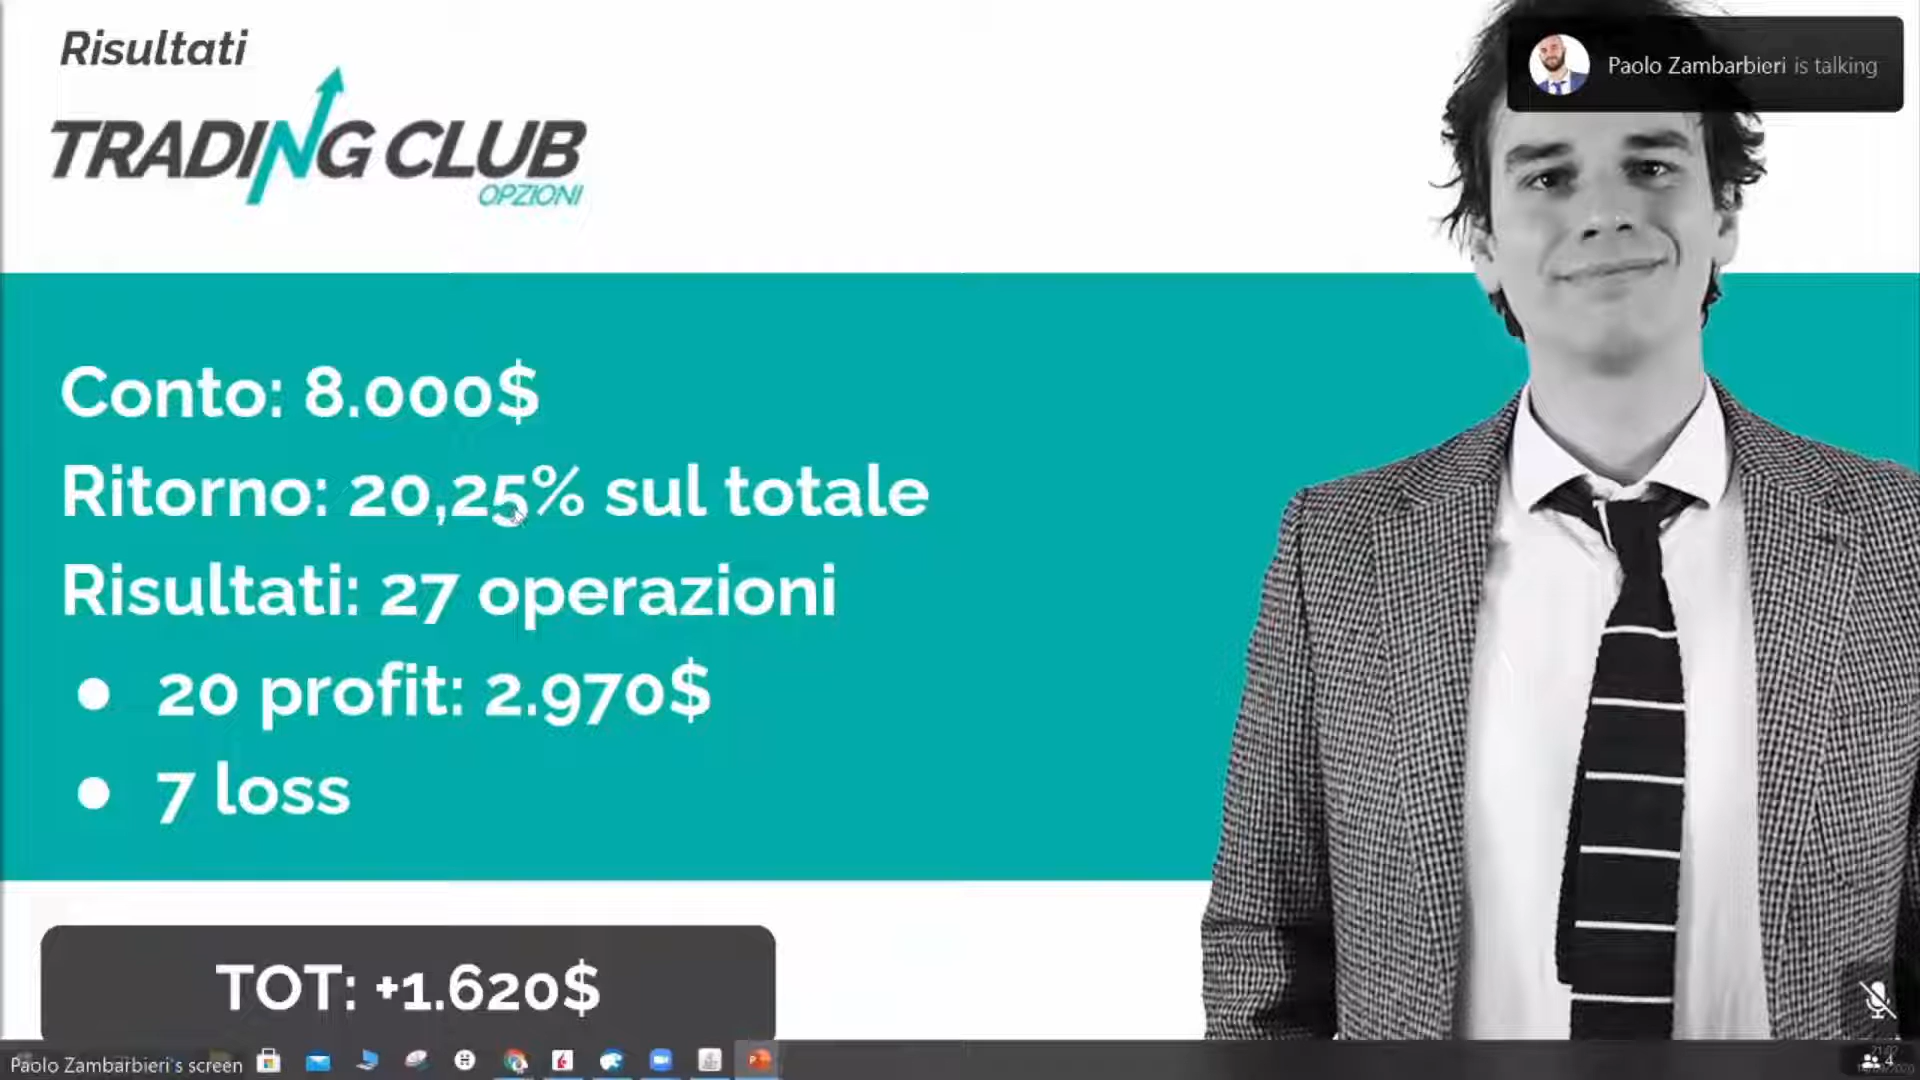 Risultati
TRADING CLUB
OPZIONI
Paolo Zambarbieri is talking
Conto: 8.000$
Ritorno: 20,25% sul totale
Risultati: 27 operazioni
● 20 profit: 2.970$
● 7 loss
TOT: +1.620$
Paolo Zambarbieri's screen
4